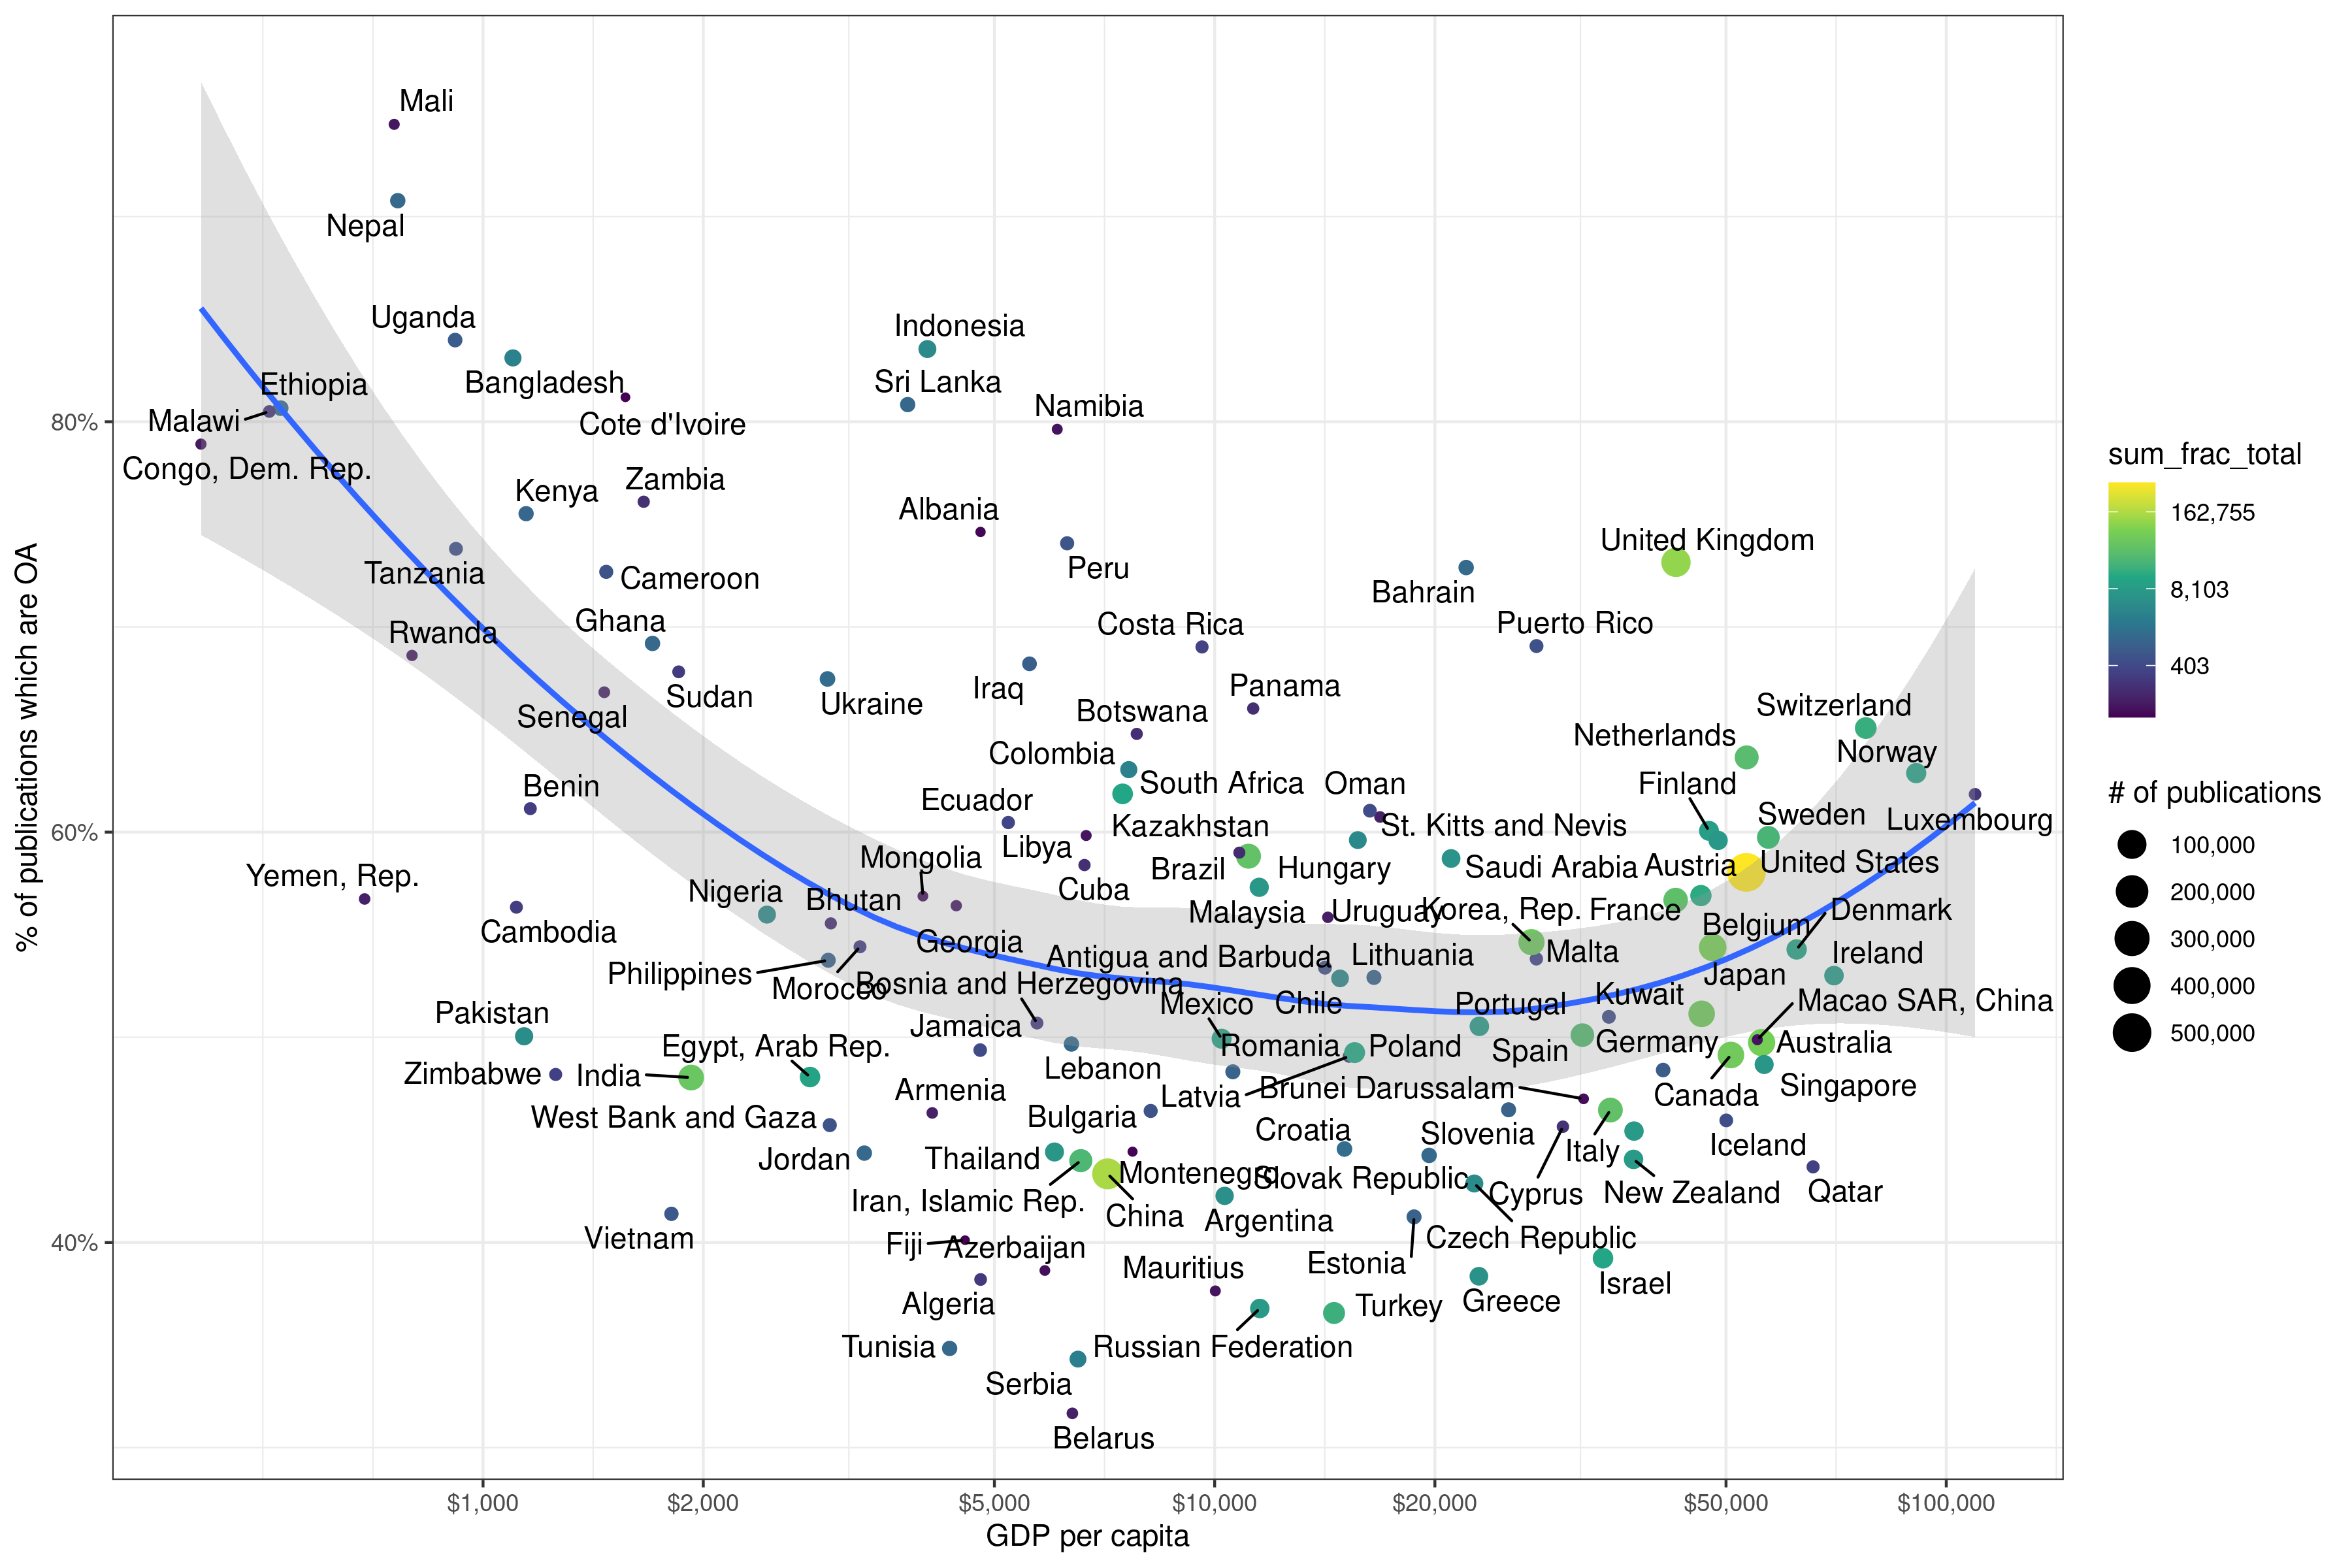 Mali
Nepal
Uganda
Indonesia
Bangladesh
Sri Lanka
Ethiopia
Cote d'Ivoire
Namibia
Malawi
80%
Congo, Dem. Rep.
Zambia
Kenya
Albania
United Kingdom
Tanzania
Cameroon
Peru
Bahrain
Ghana
Costa Rica
Puerto Rico
Rwanda
Sudan
Ukraine
Iraq
Panama
Senegal
Botswana
Switzerland
Netherlands
Colombia
Norway
Benin
South Africa
Oman
Finland
Ecuador
Sweden
Luxembourg
60%
Kazakhstan
St. Kitts and Nevis
Libya
Mongolia
Brazil
Hungary
Saudi Arabia
Austria
United States
Yemen, Rep.
Cuba
Nigeria
Bhutan
Malaysia
Uruguay
Korea, Rep.
France
Denmark
Cambodia
Georgia
Belgium
Antigua and Barbuda
Lithuania
Malta
Ireland
Philippines
Morocco
Bosnia and Herzegovina
Japan
Mexico
Chile
Portugal
Kuwait
Macao SAR, China
Pakistan
Jamaica
Egypt, Arab Rep.
Romania
Poland
Spain
Germany
Australia
Zimbabwe
India
Lebanon
Armenia
Latvia
Brunei Darussalam
Canada
Singapore
West Bank and Gaza
Bulgaria
Croatia
Slovenia
Italy
Iceland
Jordan
Thailand
Montenegro
Slovak Republic
Cyprus
New Zealand
Qatar
Iran, Islamic Rep.
China
Argentina
Vietnam
40%
Fiji
Azerbaijan
Czech Republic
Mauritius
Estonia
Israel
Algeria
Turkey
Greece
Tunisia
Russian Federation
Serbia
Belarus
% of publications which are OA
$1,000
$2,000
$5,000
$10,000
$20,000
$50,000
$100,000
GDP per capita
sum_frac_total
162,755
8,103
403
# of publications
100,000
200,000
300,000
400,000
500,000